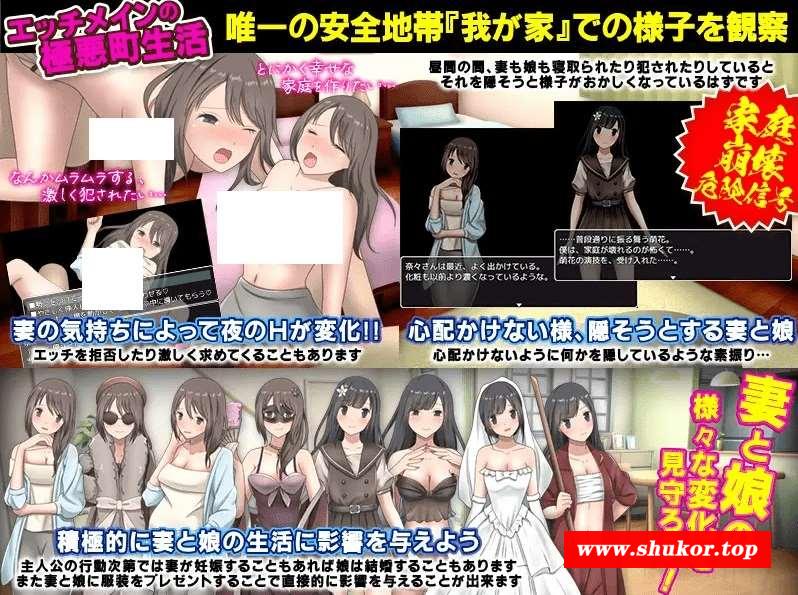 エッチメインの
極悪町生活
唯一の安全地帯『我が家』での様子を観察
とにかく幸せな
家庭を作りたい…
なんかムラムラする、
激しく犯されたい…
妻の気持ちによって夜のHが変化!!
エッチを拒否したり激しく求めてくることもあります
昼間の間、妻も娘も寝取られたり犯されたりしていると
それを隠そうと様子がおかしくなっているはずです
家庭
崩壊
危険信号
奈々さんは最近、よく出かけている。
化粧も以前より濃くなっているような。
……普段通りに振る舞う萌花。
僕は、家庭が壊れるのが怖くて……。
萌花の演技を、受け入れた……。
心配かけない様、隠そうとする妻と娘
心配かけないように何かを隠しているような素振り…
妻と娘の
様々な変化
見守ろ
積極的に妻と娘の生活に影響を与えよう
主人公の行動次第では妻が妊娠することもあれば娘は結婚することもあります
また妻と娘に服装をプレゼントすることで直接的に影響を与えることが出来ます
www.shukor.top